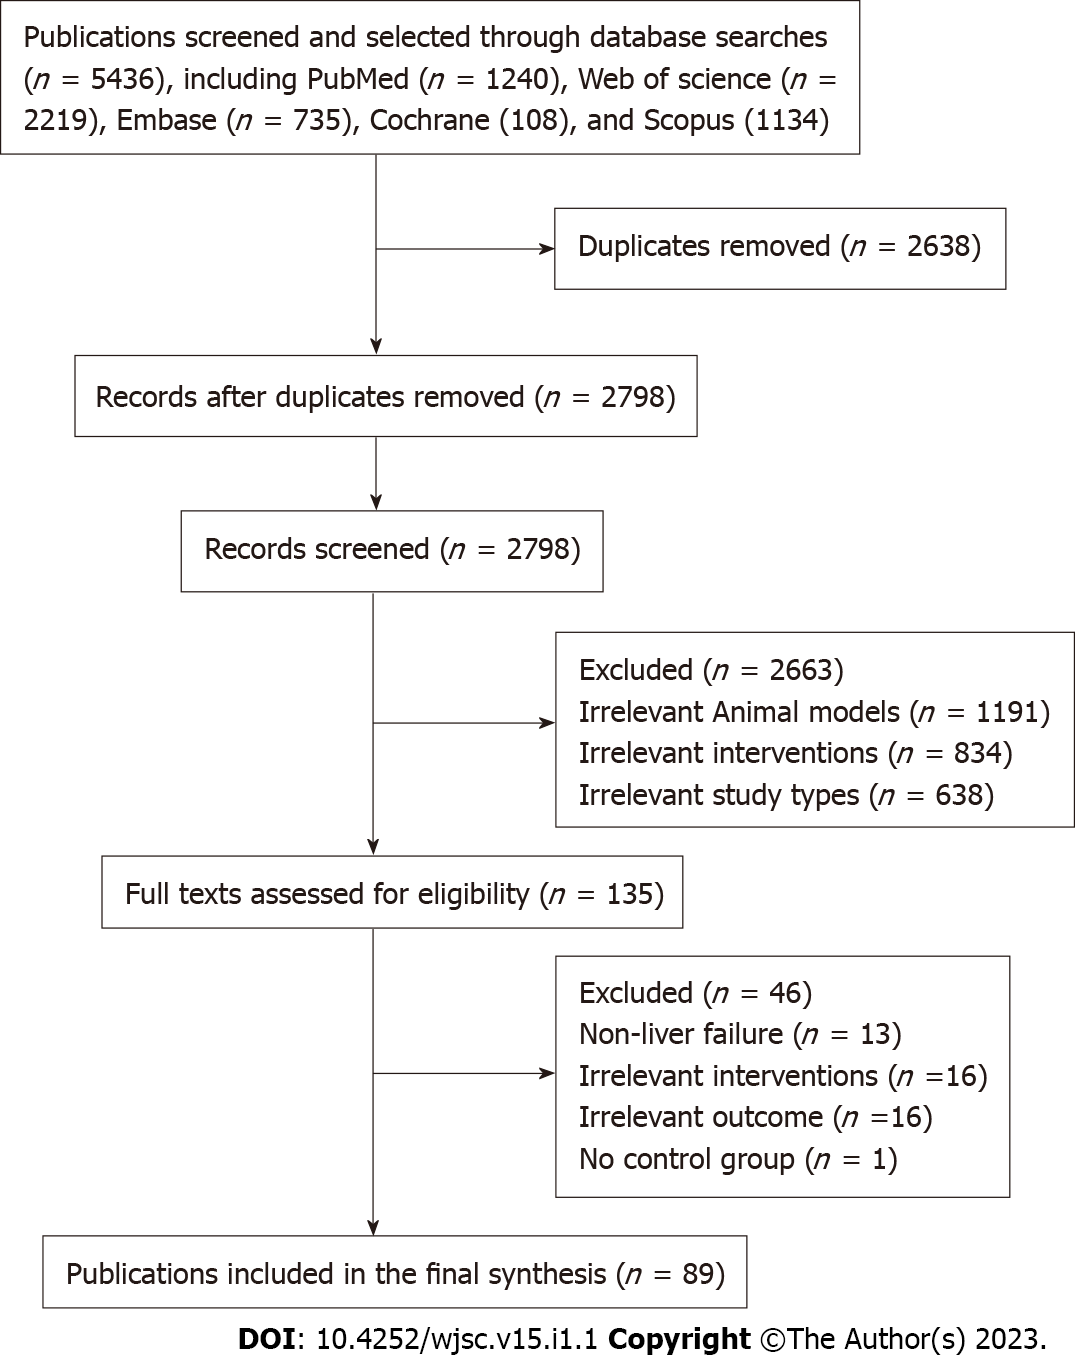 Publications screened and selected through database searches
(n = 5436), including PubMed (n = 1240), Web of science (n =
2219), Embase (n = 735), Cochrane (108), and Scopus (1134)
Duplicates removed (n = 2638)
Records after duplicates removed (n = 2798)
Records screened (n = 2798)
Excluded (n = 2663)
Irrelevant Animal models (n = 1191)
Irrelevant interventions (n = 834)
Irrelevant study types (n = 638)
Full texts assessed for eligibility (n = 135)
Excluded (n = 46)
Non-liver failure (n = 13)
Irrelevant interventions (n =16)
Irrelevant outcome (n =16)
No control group (n = 1)
Publications included in the final synthesis (n = 89)
DOI: 10.4252/wjsc.v15.i1.1 Copyright ©The Author(s) 2023.